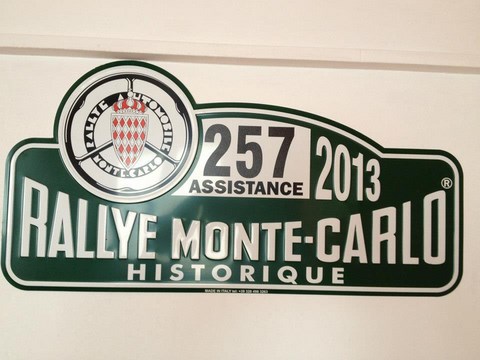 RALLYE AUTOMOBILE
MONTE-CARLO
257
ASSISTANCE
2013
RALLYE MONTE-CARLO®
HISTORIQUE
MADE IN ITALY